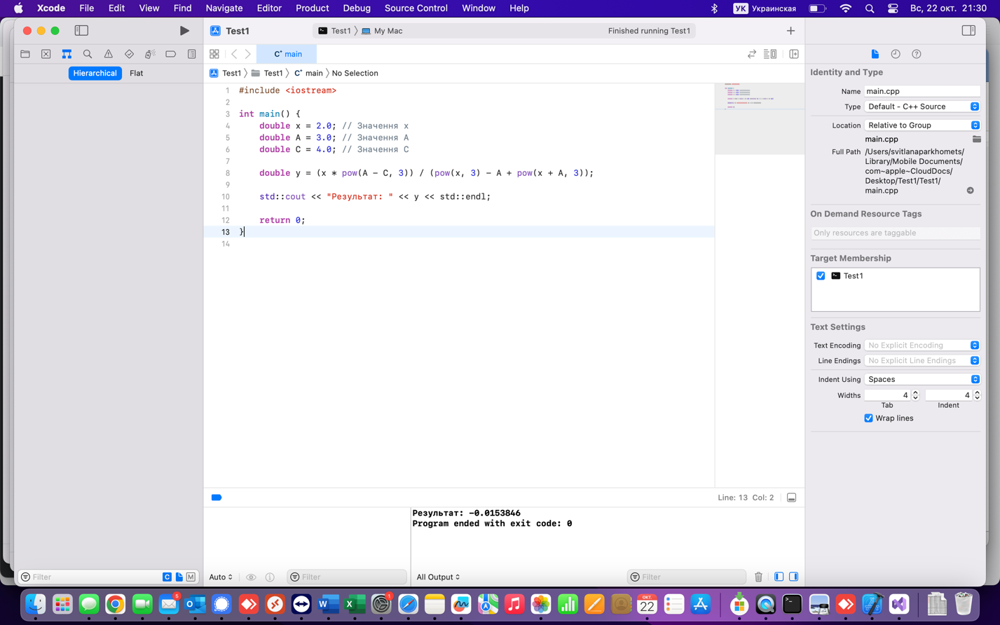 Xcode File Edit View Find Navigate Editor Product Debug Source Control Window Help УК Украинская Вс, 22 окт. 21:30
Test1 Test1 My Mac Finished running Test1
C+ main
Hierarchical Flat
Test1 Test1 C+ main No Selection
1 #include <iostream>
2
3 int main() {
4 double x = 2.0; // Значення x
5 double A = 3.0; // Значення A
6 double C = 4.0; // Значення C
7
8 double y = (x * pow(A - C, 3)) / (pow(x, 3) - A + pow(x + A, 3));
9
10 std::cout << "Результат: " << y << std::endl;
11
12 return 0;
13 }
14
Line: 13 Col: 2
Результат: -0.0153846
Program ended with exit code: 0
Filter C M
Auto Filter
All Output Filter
Identity and Type
Name main.cpp
Type Default - C++ Source
Location Relative to Group
main.cpp
Full Path /Users/svitlanaparkhomets/
Library/Mobile Documents/
com~apple~CloudDocs/
Desktop/Test1/Test1/
main.cpp
On Demand Resource Tags
Only resources are taggable
Target Membership
Test1
Text Settings
Text Encoding No Explicit Encoding
Line Endings No Explicit Line Endings
Indent Using Spaces
Widths 4 4
Tab Indent
Wrap lines
5 1
ОКТ.
22